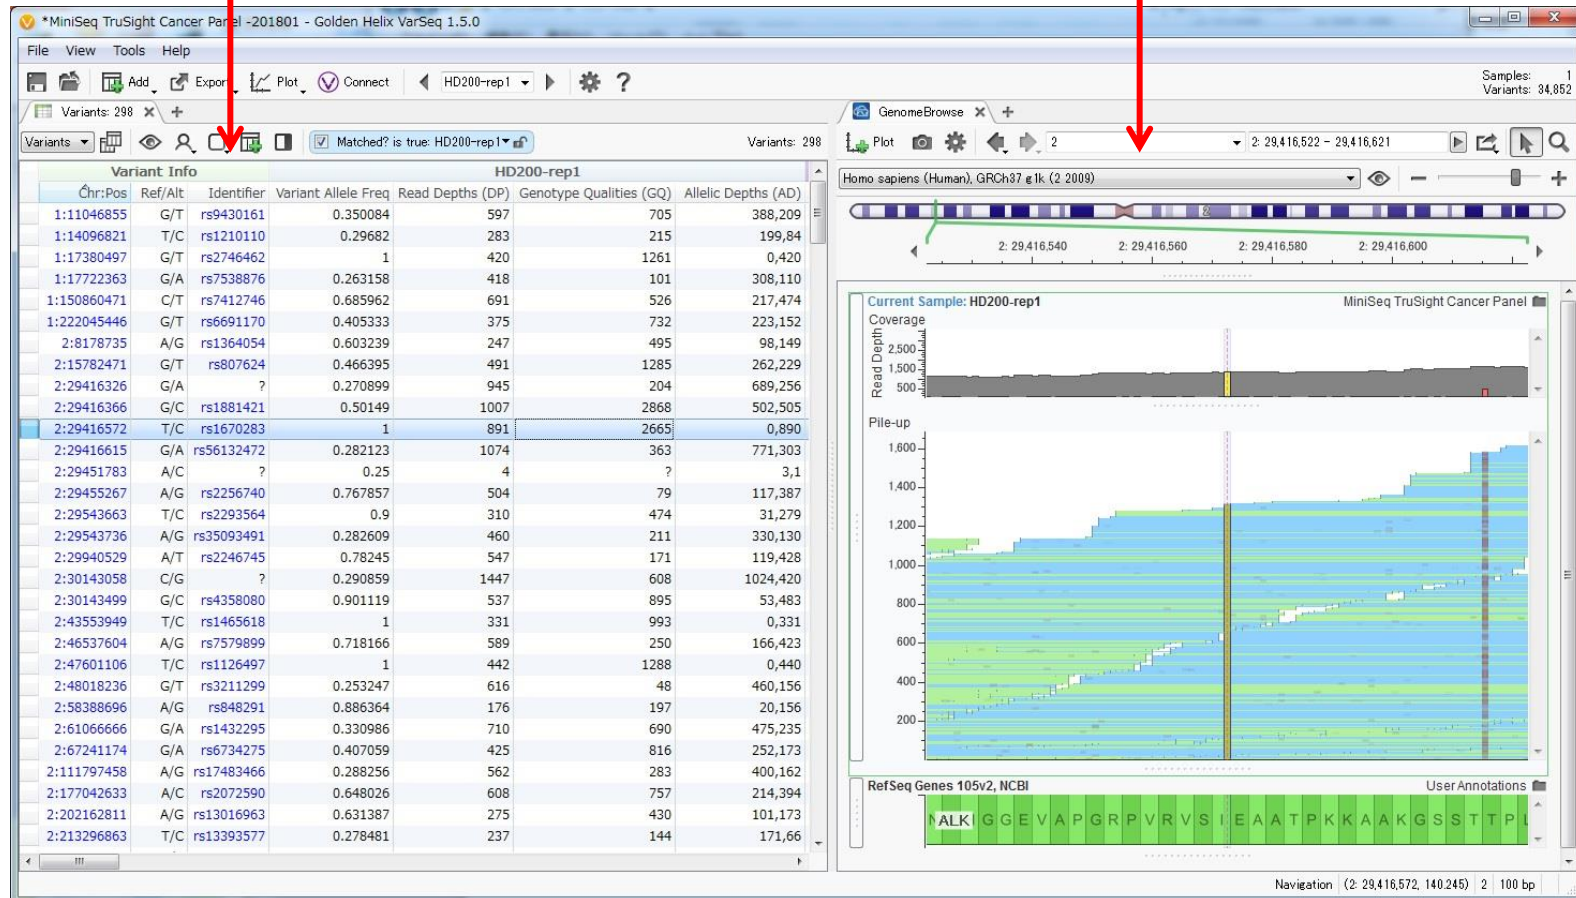 *MiniSeq TruSight Cancer Panel -201801 - Golden Helix VarSeq 1.5.0
File View Tools Help
Add Export Plot Connect HD200-rep1 ?
Samples: 1
Variants: 34,852
Variants: 298
Variants Matched? is true: HD200-rep1 Variants: 298
Variant Info HD200-rep1
Chr:Pos Ref/Alt Identifier Variant Allele Freq Read Depths (DP) Genotype Qualities (GQ) Allelic Depths (AD)
1:11046855 G/T rs9430161 0.350084 597 705 388,209
1:14096821 T/C rs1210110 0.29682 283 215 199,84
1:17380497 G/T rs2746462 1 420 1261 0,420
1:17722363 G/A rs7538876 0.263158 418 101 308,110
1:150860471 C/T rs7412746 0.685962 691 526 217,474
1:222045446 G/T rs6691170 0.405333 375 732 223,152
2:8178735 A/G rs1364054 0.603239 247 495 98,149
2:15782471 G/T rs807624 0.466395 491 1285 262,229
2:29416326 G/A ? 0.270899 945 204 689,256
2:29416366 G/C rs1881421 0.50149 1007 2868 502,505
2:29416572 T/C rs1670283 1 891 2665 0,890
2:29416615 G/A rs56132472 0.282123 1074 363 771,303
2:29451783 A/C ? 0.25 4 ? 3,1
2:29455267 A/G rs2256740 0.767857 504 79 117,387
2:29543663 T/C rs2293564 0.9 310 474 31,279
2:29543736 A/G rs35093491 0.282609 460 211 330,130
2:29940529 A/T rs2246745 0.78245 547 171 119,428
2:30143058 C/G ? 0.290859 1447 608 1024,420
2:30143499 G/C rs4358080 0.901119 537 895 53,483
2:43553949 T/C rs1465618 1 331 993 0,331
2:46537604 A/G rs7579899 0.718166 589 250 166,423
2:47601106 T/C rs1126497 1 442 1288 0,440
2:48018236 G/T rs3211299 0.253247 616 48 460,156
2:58388696 A/G rs848291 0.886364 176 197 20,156
2:61066666 G/A rs1432295 0.330986 710 690 475,235
2:67241174 G/A rs6734275 0.407059 425 816 252,173
2:111797458 A/G rs17483466 0.288256 562 283 400,162
2:177042633 A/C rs2072590 0.648026 608 757 214,394
2:202162811 A/G rs13016963 0.631387 275 430 101,173
2:213296863 T/C rs13393577 0.278481 237 144 171,66
GenomeBrowse
Plot 2 2: 29,416,522 - 29,416,621
Homo sapiens (Human), GRCh37 g1k (2 2009)
2
2: 29,416,540 2: 29,416,560 2: 29,416,580 2: 29,416,600
Current Sample: HD200-rep1 MiniSeq TruSight Cancer Panel
Coverage
Read Depth
2,500
1,500
500
Pile-up
1,600
1,400
1,200
1,000
800
600
400
200
RefSeq Genes 105v2, NCBI User Annotations
ALK G G E V A P G R P V R V S I E A A T P K K A A K G S S T T P L
Navigation (2: 29,416,572, 140.245) 2 100 bp